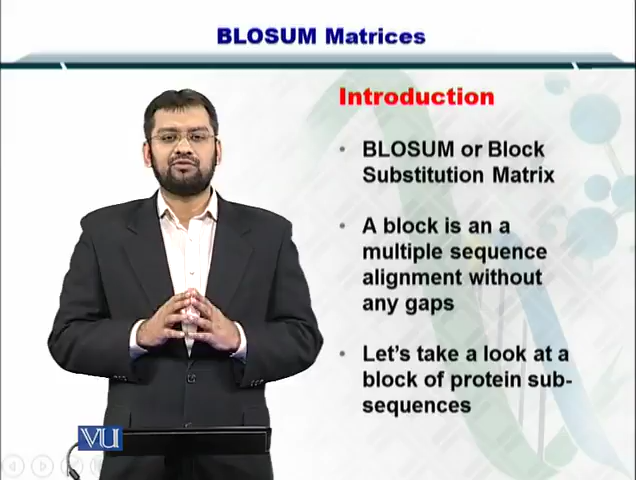 BLOSUM Matrices
Introduction
• BLOSUM or Block
Substitution Matrix
• A block is an a
multiple sequence
alignment without
any gaps
• Let's take a look at a
block of protein sub-
sequences
VU